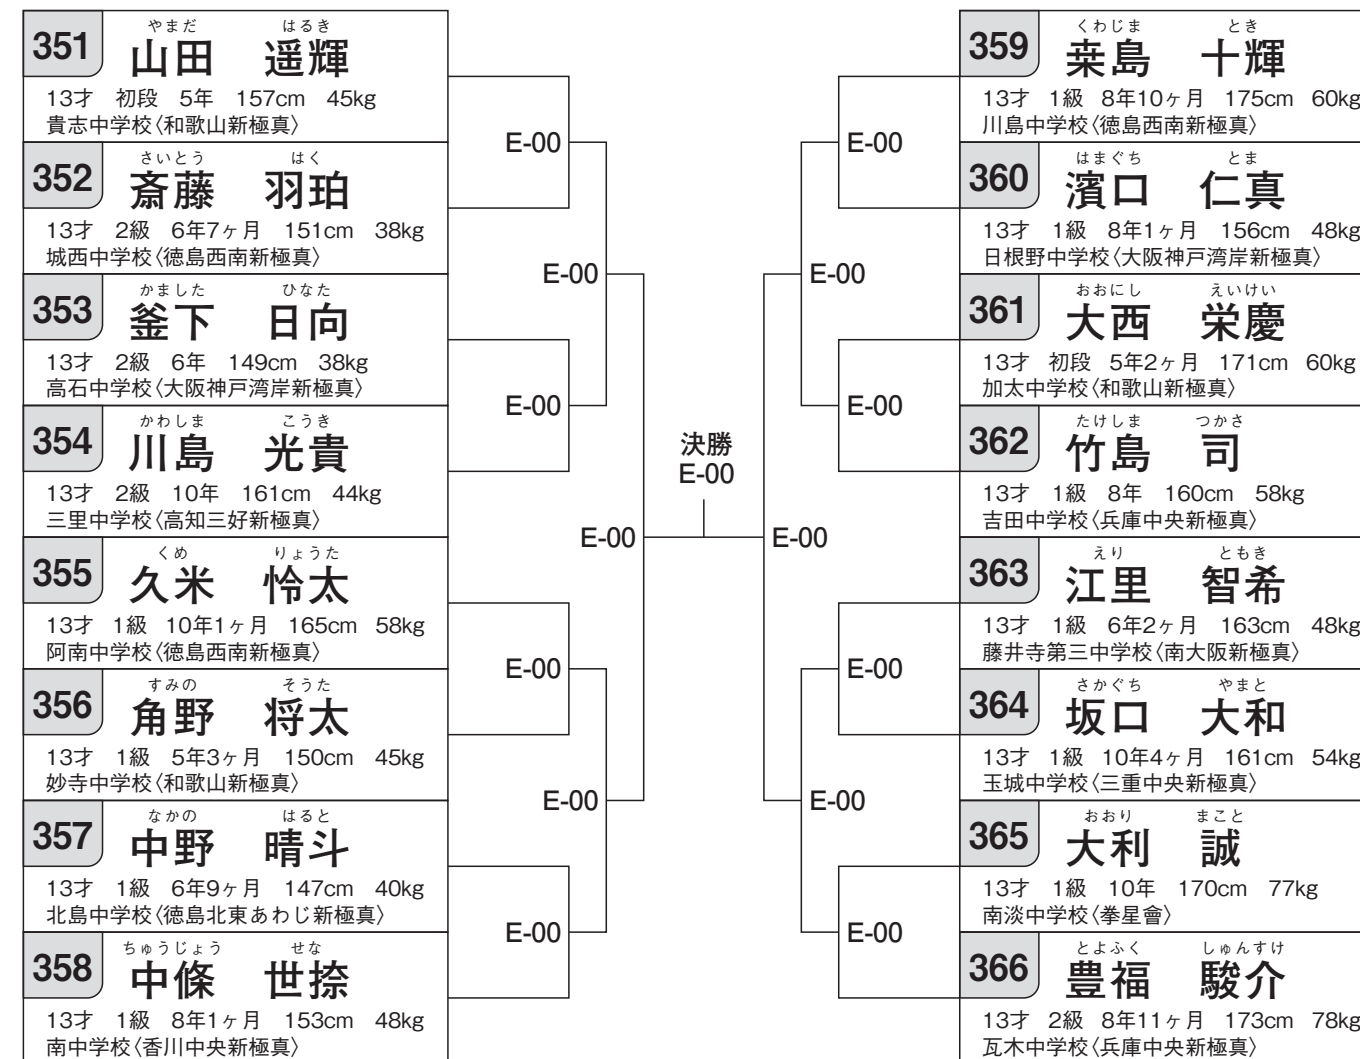 やまだ はるき
351 山田 遥輝
13才 初段 5年 157cm 45kg
貴志中学校〈和歌山新極真〉
さいとう はく
352 斎藤 羽珀
13才 2級 6年7ヶ月 151cm 38kg
城西中学校〈徳島西南新極真〉
かました ひなた
353 釜下 日向
13才 2級 6年 149cm 38kg
高石中学校〈大阪神戸湾岸新極真〉
かわしま こうき
354 川島 光貴
13才 2級 10年 161cm 44kg
三里中学校〈高知三好新極真〉
くめ りょうた
355 久米 怜太
13才 1級 10年1ヶ月 165cm 58kg
阿南中学校〈徳島西南新極真〉
すみの そうた
356 角野 将太
13才 1級 5年3ヶ月 150cm 45kg
妙寺中学校〈和歌山新極真〉
なかの はると
357 中野 晴斗
13才 1級 6年9ヶ月 147cm 40kg
北島中学校〈徳島北東あわじ新極真〉
ちゅうじょう せな
358 中條 世捺
13才 1級 8年1ヶ月 153cm 48kg
南中学校〈香川中央新極真〉
E-00
E-00
E-00
E-00
E-00
E-00
E-00
決勝
E-00
E-00
E-00
E-00
E-00
E-00
E-00
E-00
くわじま とき
359 桒島 十輝
13才 1級 8年10ヶ月 175cm 60kg
川島中学校〈徳島西南新極真〉
はまぐち とま
360 濱口 仁真
13才 1級 8年1ヶ月 156cm 48kg
日根野中学校〈大阪神戸湾岸新極真〉
おおにし えいけい
361 大西 栄慶
13才 初段 5年2ヶ月 171cm 60kg
加太中学校〈和歌山新極真〉
たけしま つかさ
362 竹島 司
13才 1級 8年 160cm 58kg
吉田中学校〈兵庫中央新極真〉
えり ともき
363 江里 智希
13才 1級 6年2ヶ月 163cm 48kg
藤井寺第三中学校〈南大阪新極真〉
さかぐち やまと
364 坂口 大和
13才 1級 10年4ヶ月 161cm 54kg
玉城中学校〈三重中央新極真〉
おおり まこと
365 大利 誠
13才 1級 10年 170cm 77kg
南淡中学校〈拳星會〉
とよふく しゅんすけ
366 豊福 駿介
13才 2級 8年11ヶ月 173cm 78kg
瓦木中学校〈兵庫中央新極真〉